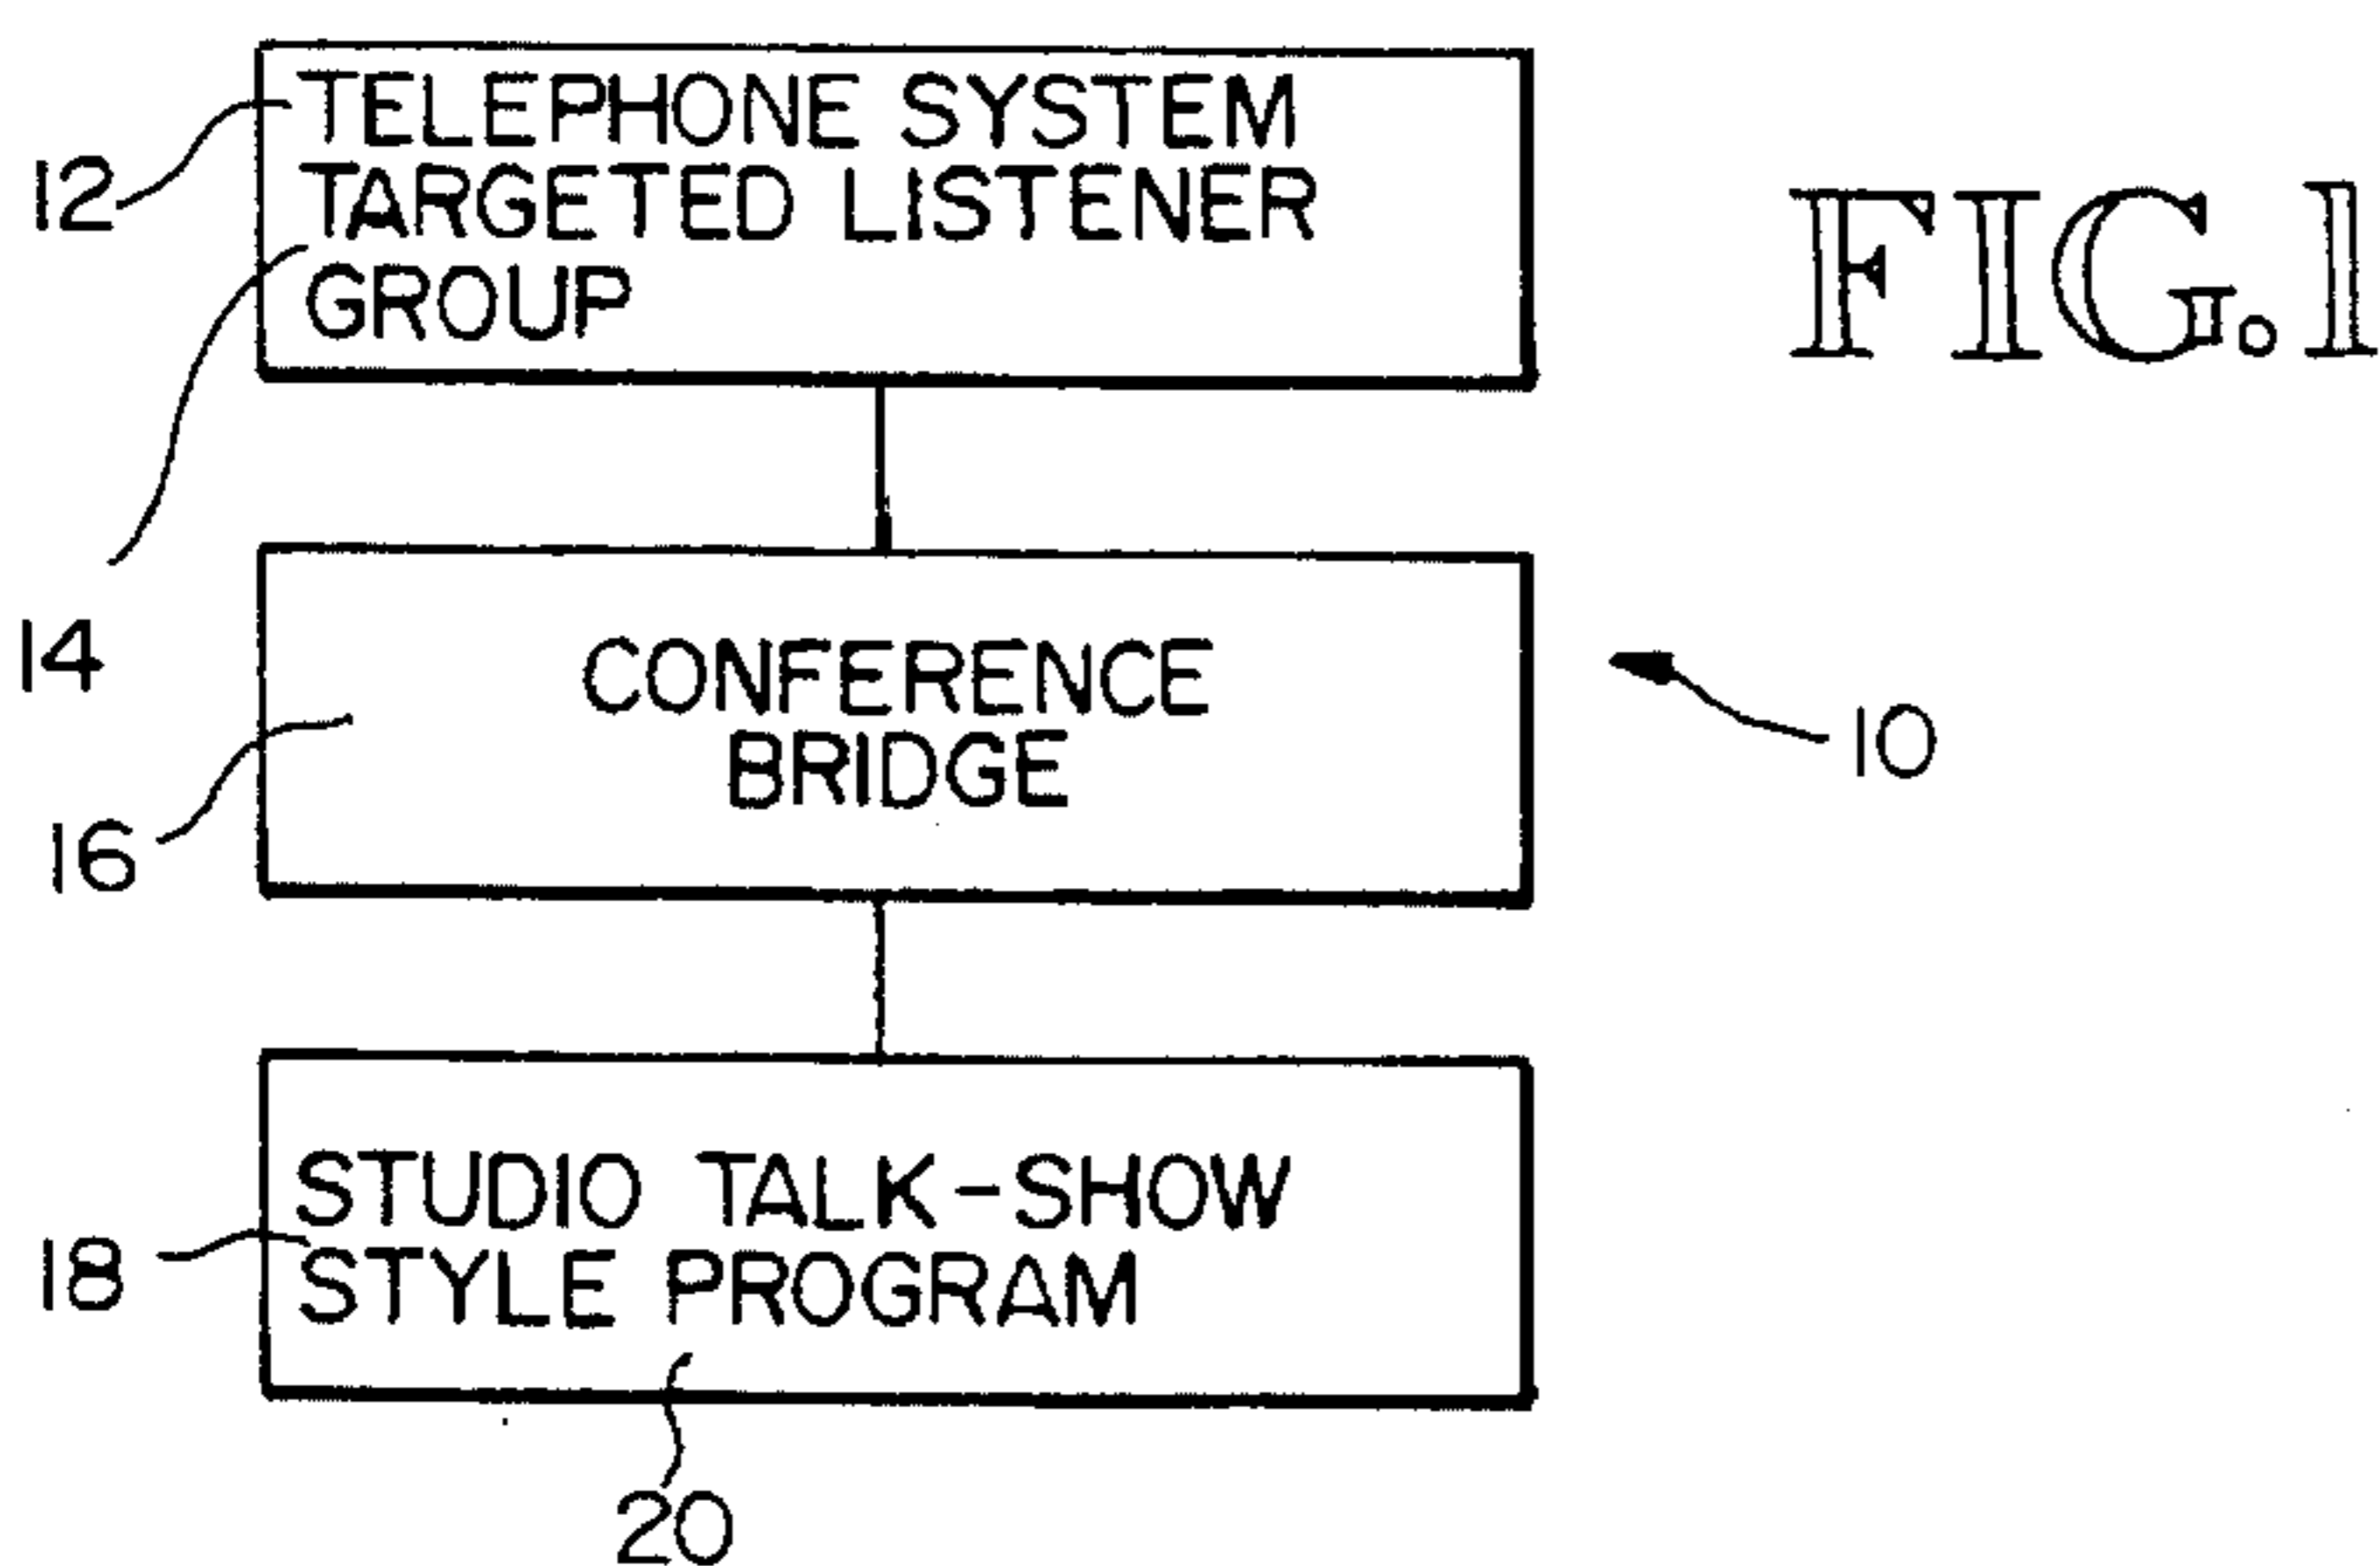 FIG. 1
12
TELEPHONE SYSTEM
TARGETED LISTENER
GROUP
14
CONFERENCE
BRIDGE
10
16
STUDIO TALK-SHOW
STYLE PROGRAM
18
20